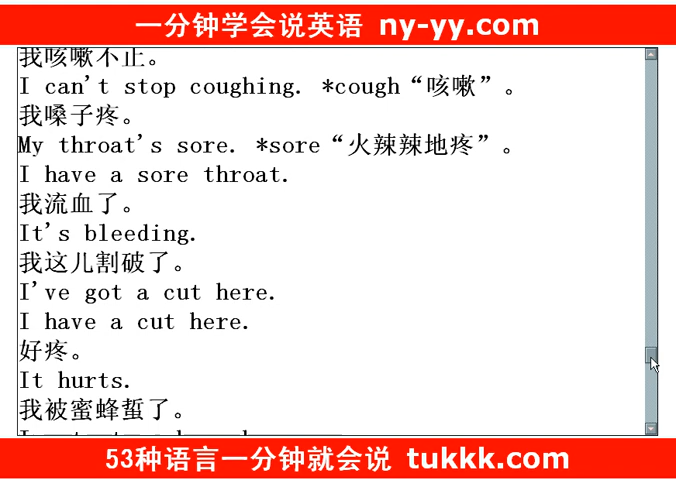 一分钟学会说英语 ny-yy.com
我咳嗽不止。
I can't stop coughing. *cough“咳嗽”。
我嗓子疼。
My throat's sore. *sore“火辣辣地疼”。
I have a sore throat.
我流血了。
It's bleeding.
我这儿割破了。
I've got a cut here.
I have a cut here.
好疼。
It hurts.
我被蜜蜂蜇了。
53种语言一分钟就会说 tukkk.com